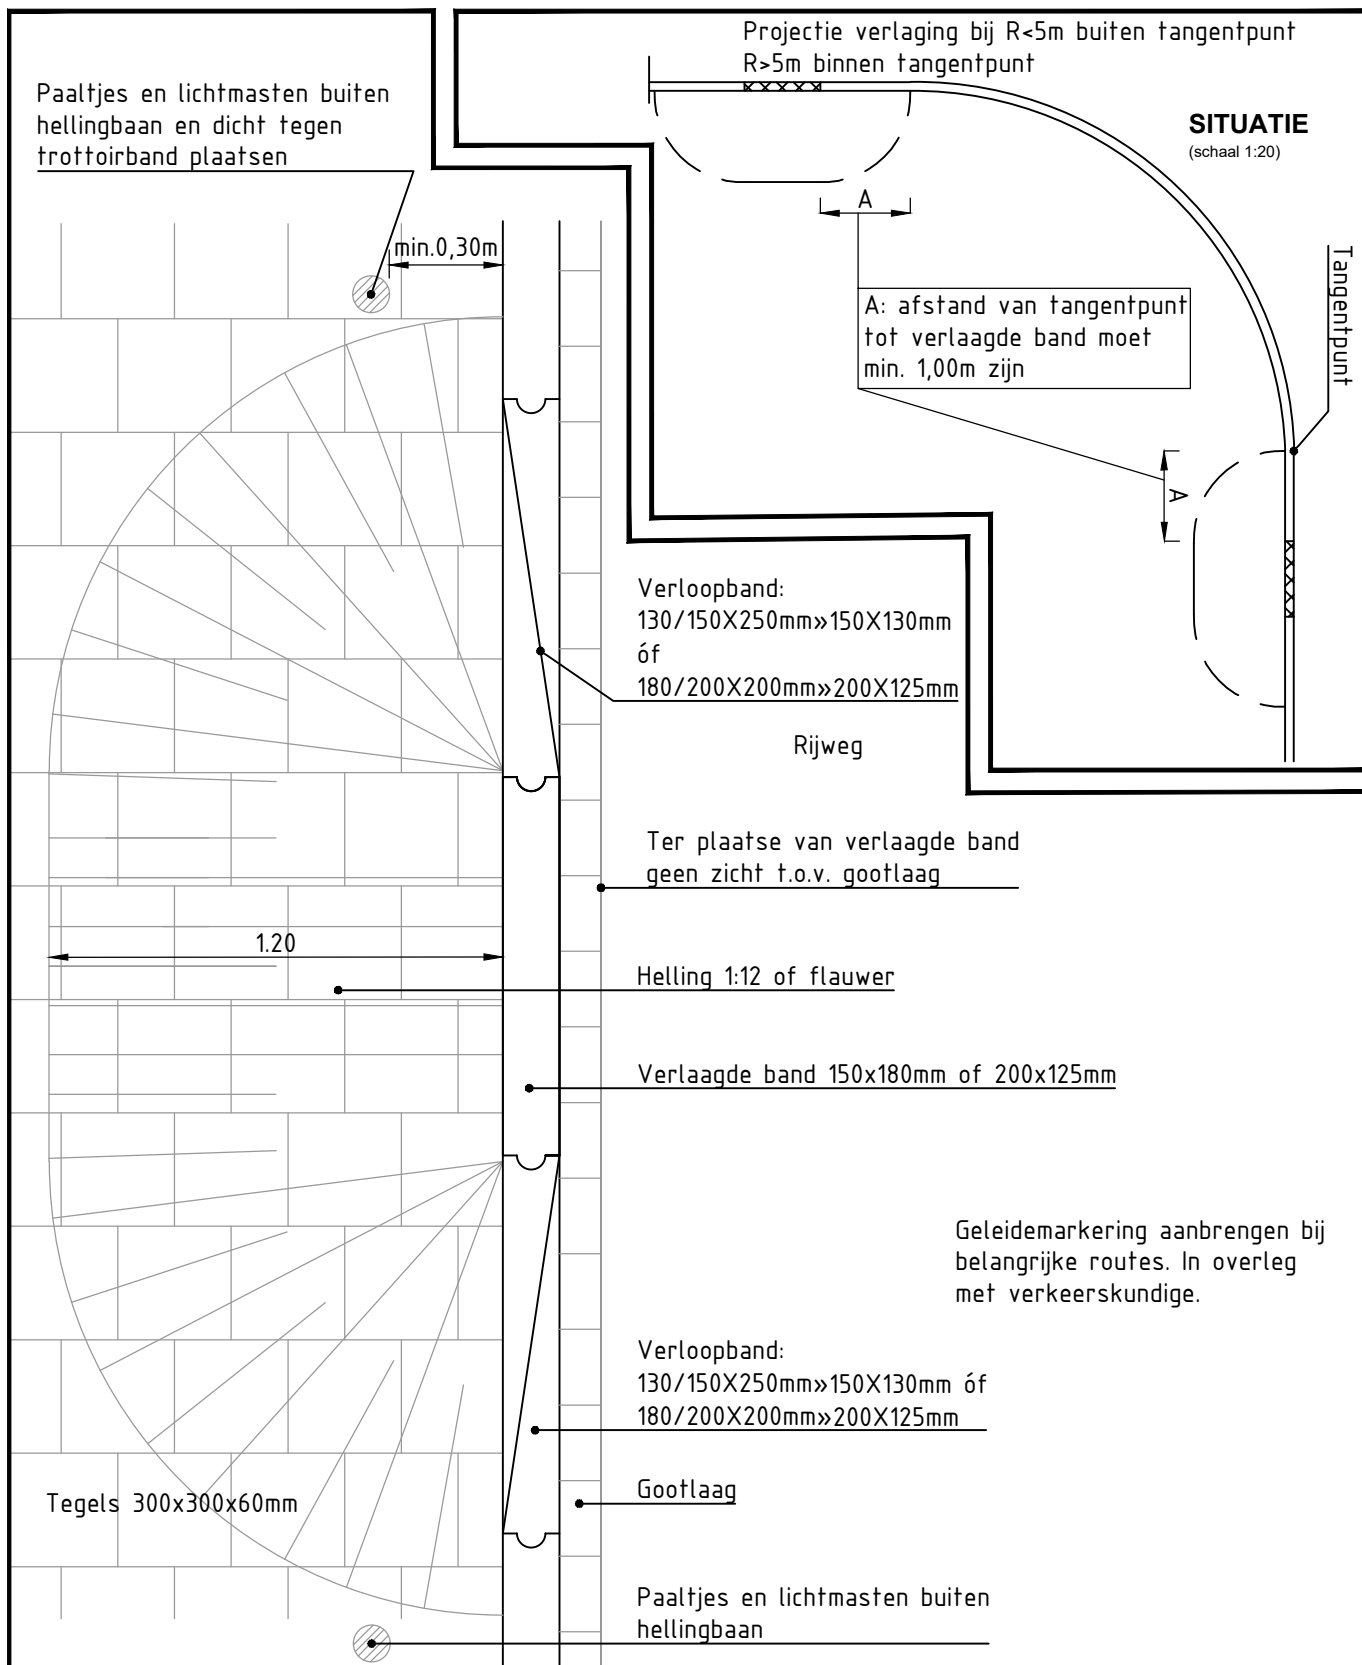 Projectie verlaging bij R<5m buiten tangentpunt
R>5m binnen tangentpunt
Paaltjes en lichtmasten buiten
hellingbaan en dicht tegen
trottoirband plaatsen
SITUATIE
(schaal 1:20)
A
min.0,30m
Tangentpunt
A: afstand van tangentpunt
tot verlaagde band moet
min. 1,00m zijn
A
Verloopband:
130/150X250mm»150X130mm
óf
180/200X200mm»200X125mm
Rijweg
Ter plaatse van verlaagde band
geen zicht t.o.v. gootlaag
1.20
Helling 1:12 of flauwer
Verlaagde band 150x180mm of 200x125mm
Geleidemarkering aanbrengen bij
belangrijke routes. In overleg
met verkeerskundige.
Verloopband:
130/150X250mm»150X130mm óf
180/200X200mm»200X125mm
Gootlaag
Tegels 300x300x60mm
Paaltjes en lichtmasten buiten
hellingbaan